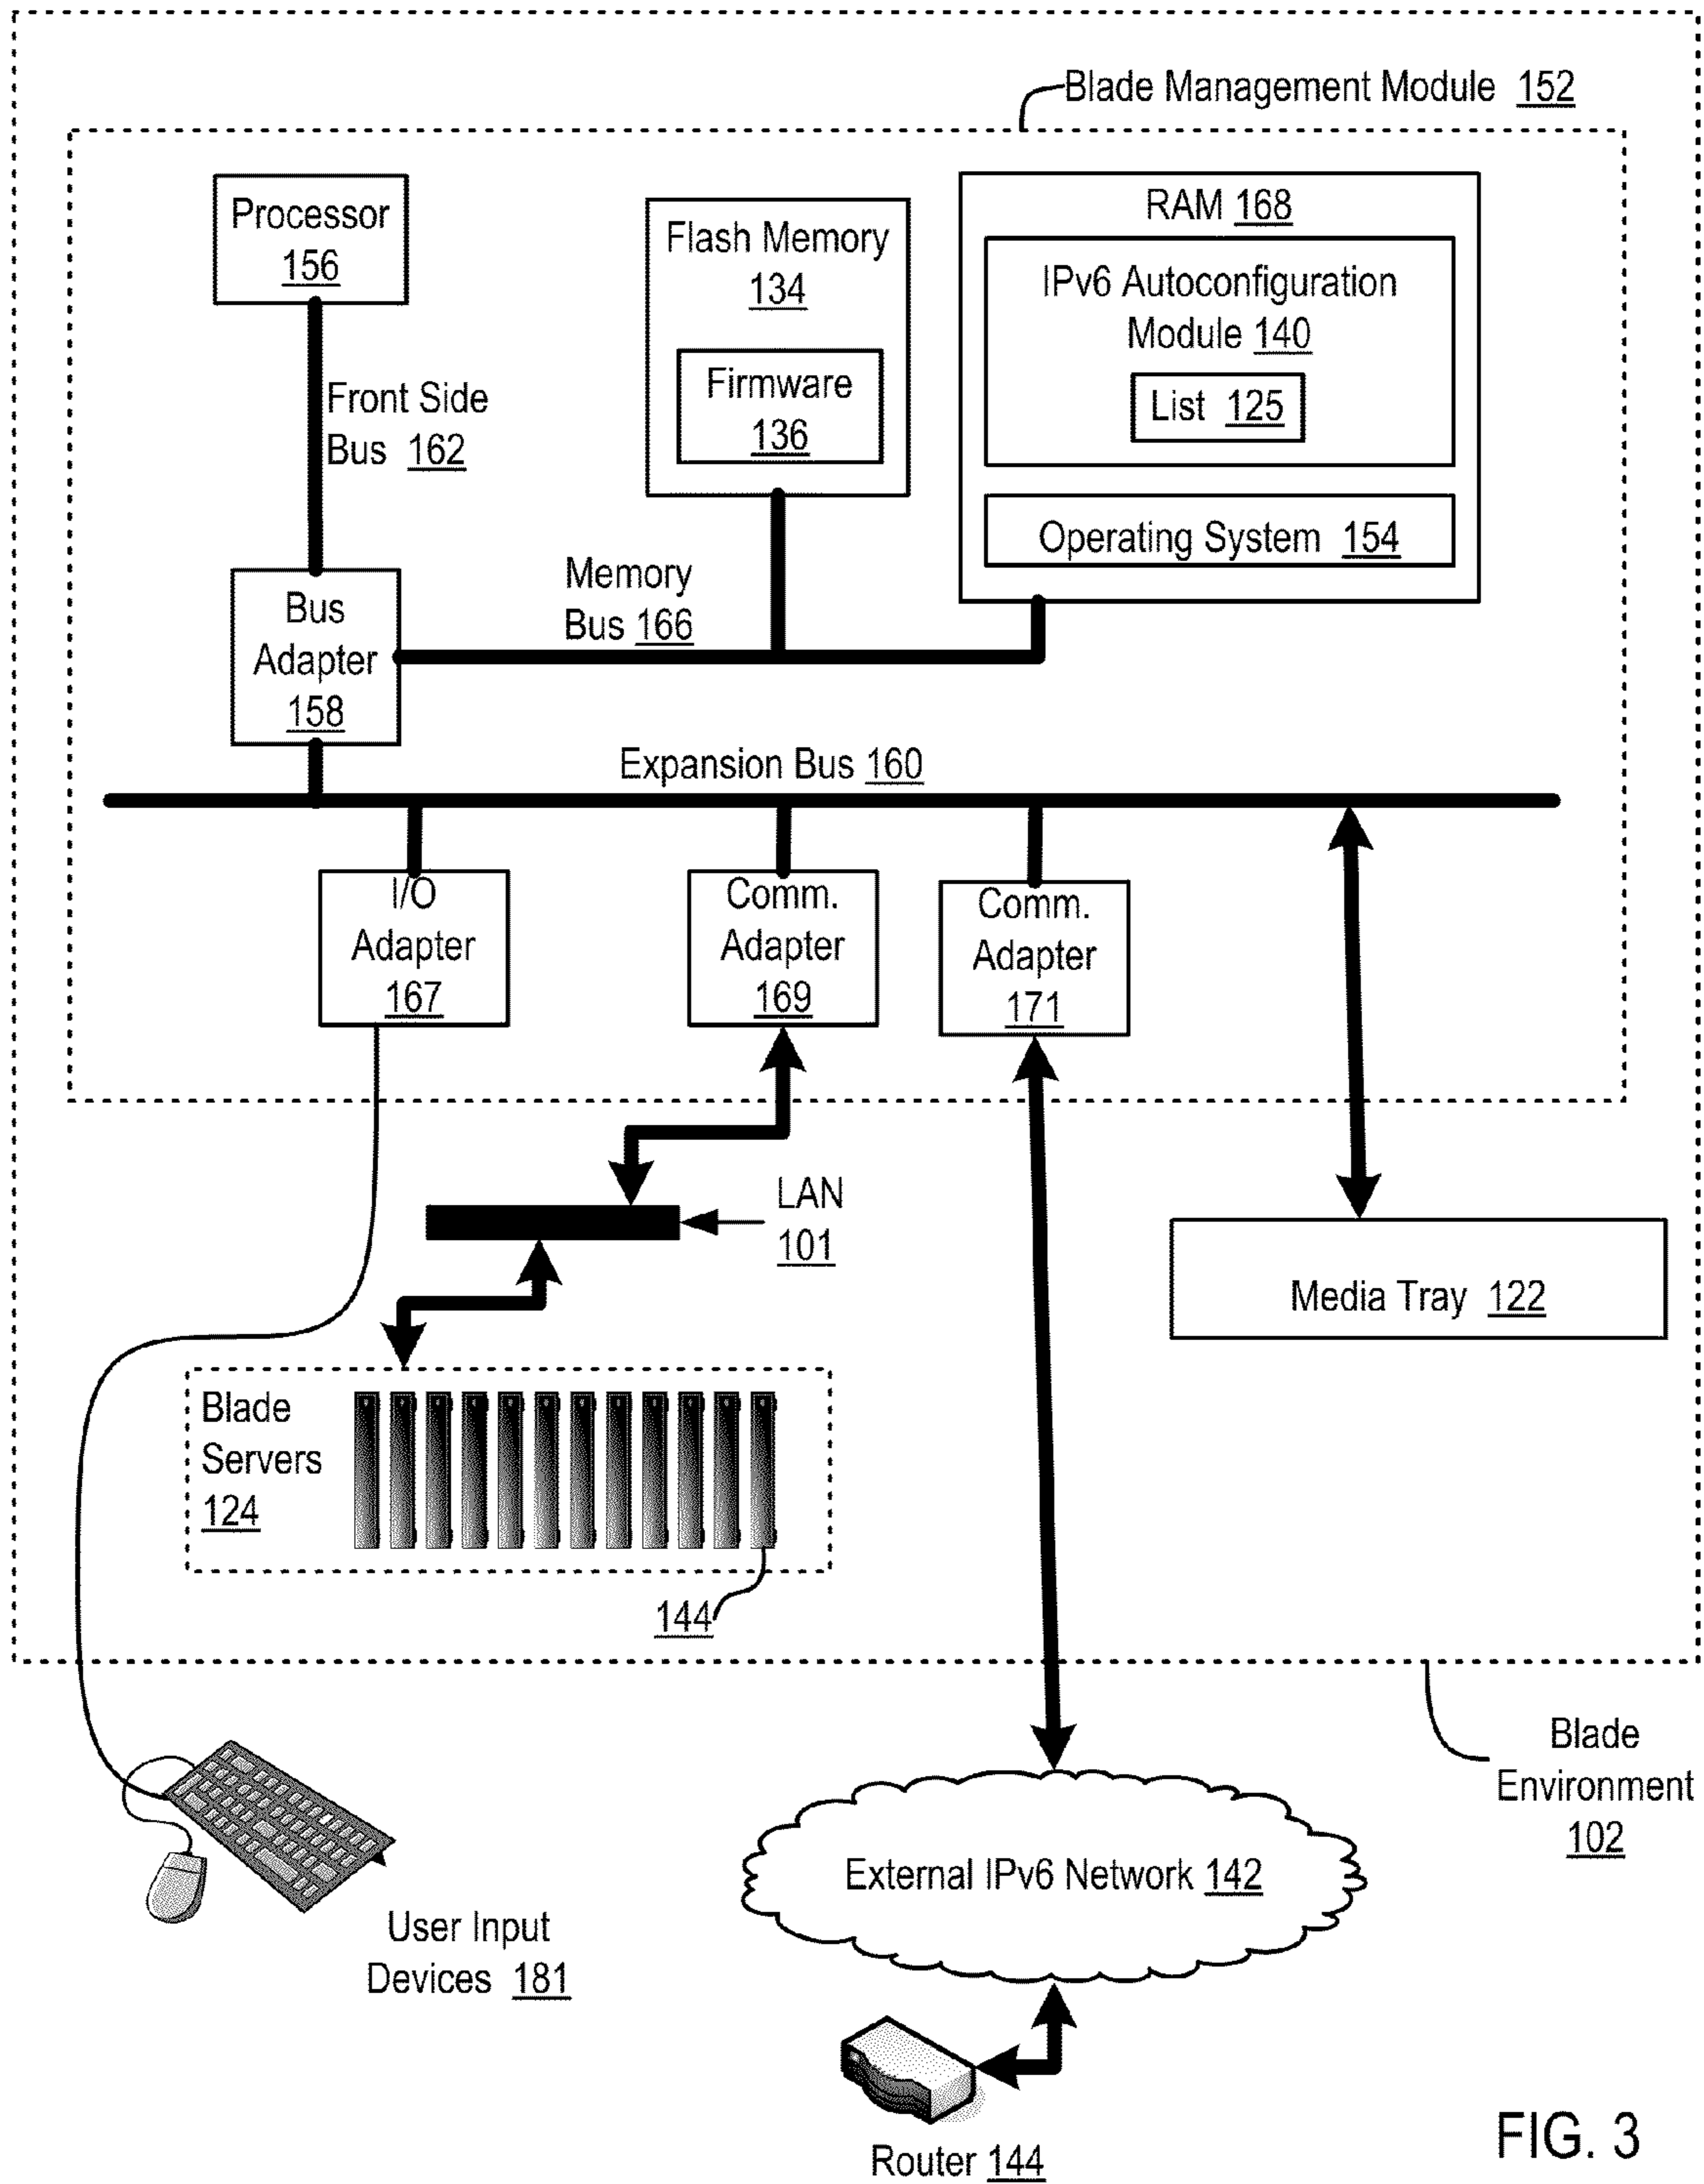 Blade Management Module 152
Processor
156
Flash Memory
134
Firmware
136
RAM 168
IPv6 Autoconfiguration
Module 140
List 125
Operating System 154
Front Side
Bus 162
Memory
Bus 166
Bus
Adapter
158
Expansion Bus 160
I/O
Adapter
167
Comm.
Adapter
169
Comm.
Adapter
171
LAN
101
Media Tray 122
Blade
Servers
124
144
Blade
Environment
102
External IPv6 Network 142
User Input
Devices 181
Router 144
FIG. 3